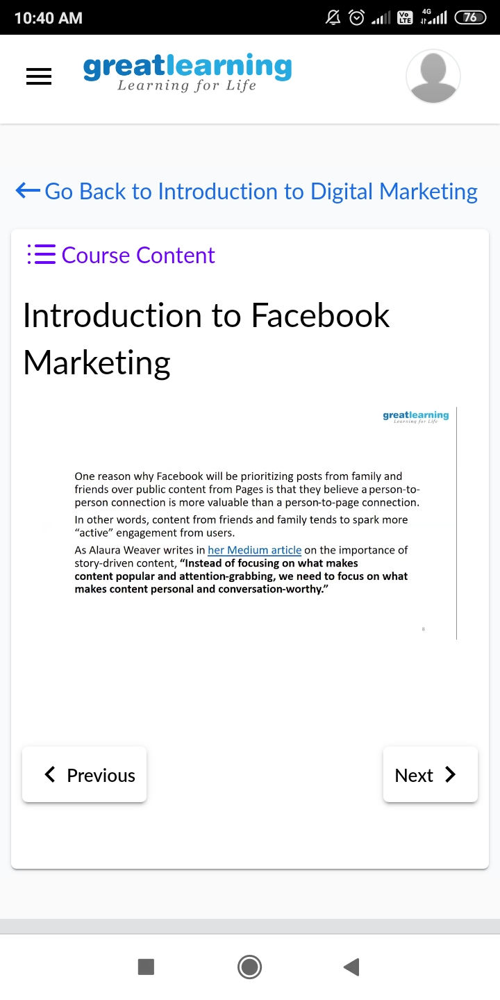 10:40 AM
Vo LTE 4G 76
greatlearning
Learning for Life
Go Back to Introduction to Digital Marketing
Course Content
Introduction to Facebook
Marketing
greatlearning
Learning for Life
One reason why Facebook will be prioritizing posts from family and
friends over public content from Pages is that they believe a person-to-
person connection is more valuable than a person-to-page connection.
In other words, content from friends and family tends to spark more
“active” engagement from users.
As Alaura Weaver writes in her Medium article on the importance of
story-driven content, “Instead of focusing on what makes
content popular and attention-grabbing, we need to focus on what
makes content personal and conversation-worthy.”
8
Previous
Next